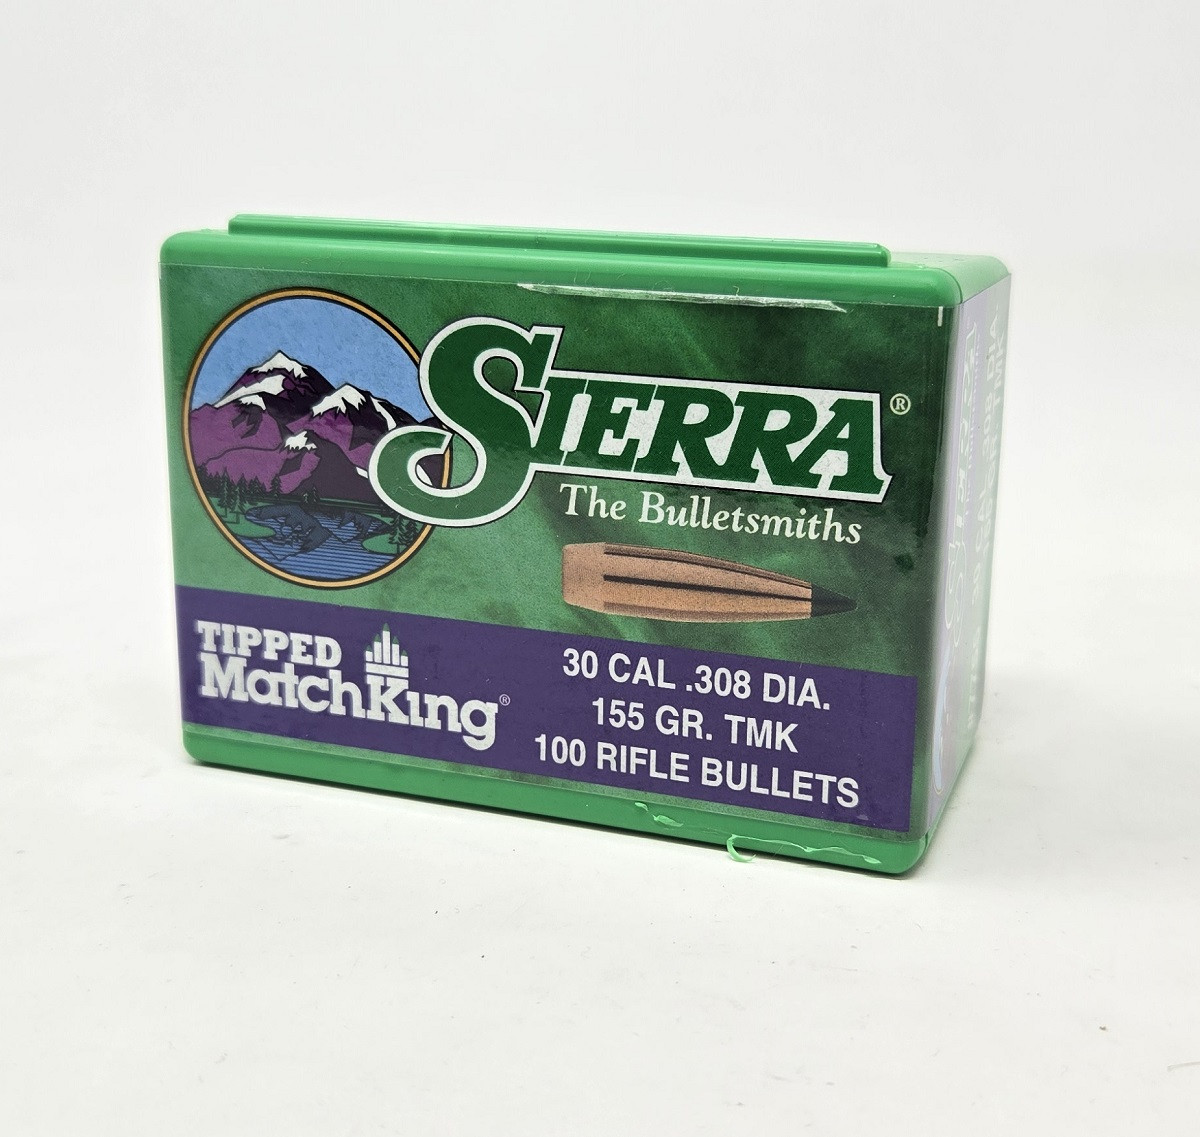 SIERRA®
The Bulletsmiths
TIPPED
MatchKing®
30 CAL .308 DIA.
155 GR. TMK
100 RIFLE BULLETS